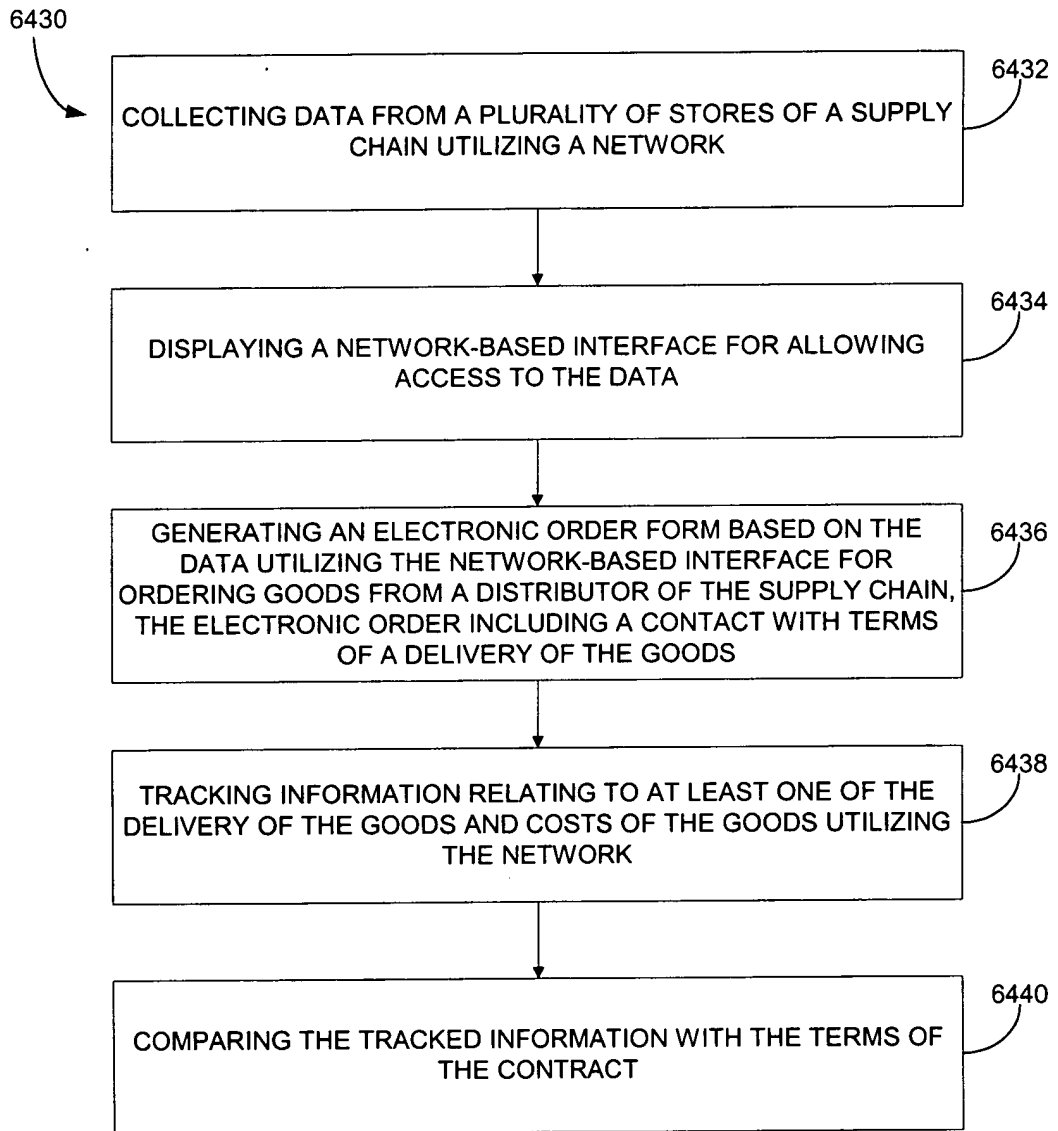 6430
6432
COLLECTING DATA FROM A PLURALITY OF STORES OF A SUPPLY
CHAIN UTILIZING A NETWORK
6434
DISPLAYING A NETWORK-BASED INTERFACE FOR ALLOWING
ACCESS TO THE DATA
6436
GENERATING AN ELECTRONIC ORDER FORM BASED ON THE
DATA UTILIZING THE NETWORK-BASED INTERFACE FOR
ORDERING GOODS FROM A DISTRIBUTOR OF THE SUPPLY CHAIN,
THE ELECTRONIC ORDER INCLUDING A CONTACT WITH TERMS
OF A DELIVERY OF THE GOODS
6438
TRACKING INFORMATION RELATING TO AT LEAST ONE OF THE
DELIVERY OF THE GOODS AND COSTS OF THE GOODS UTILIZING
THE NETWORK
6440
COMPARING THE TRACKED INFORMATION WITH THE TERMS OF
THE CONTRACT